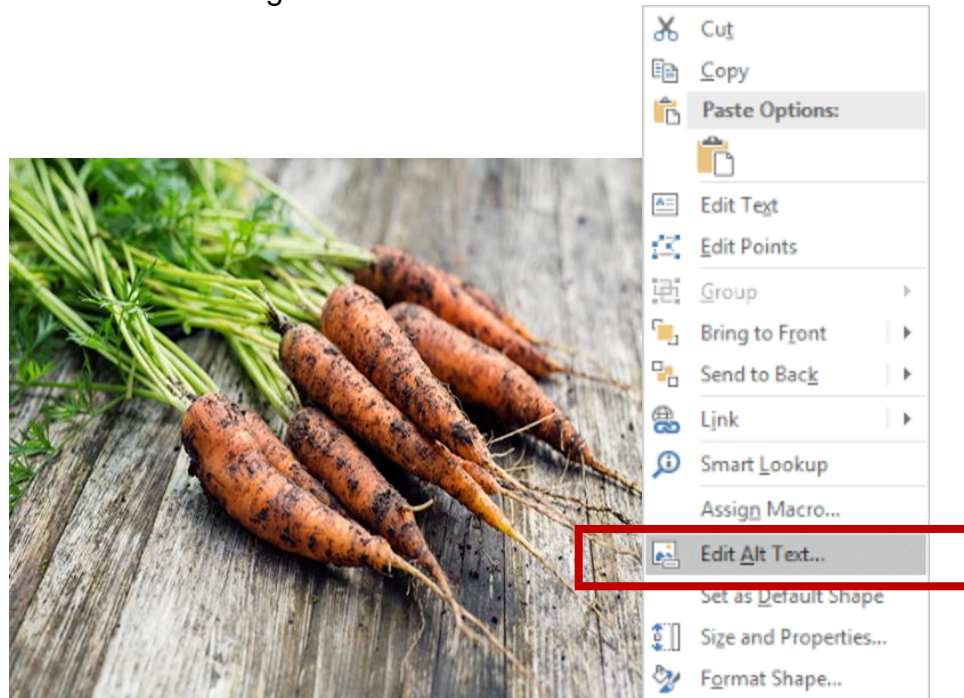 Cut
Copy
Paste Options:
Edit Text
Edit Points
Group
Bring to Front
Send to Back
Link
Smart Lookup
Assign Macro...
Edit Alt Text...
Set as Default Shape
Size and Properties...
Format Shape...